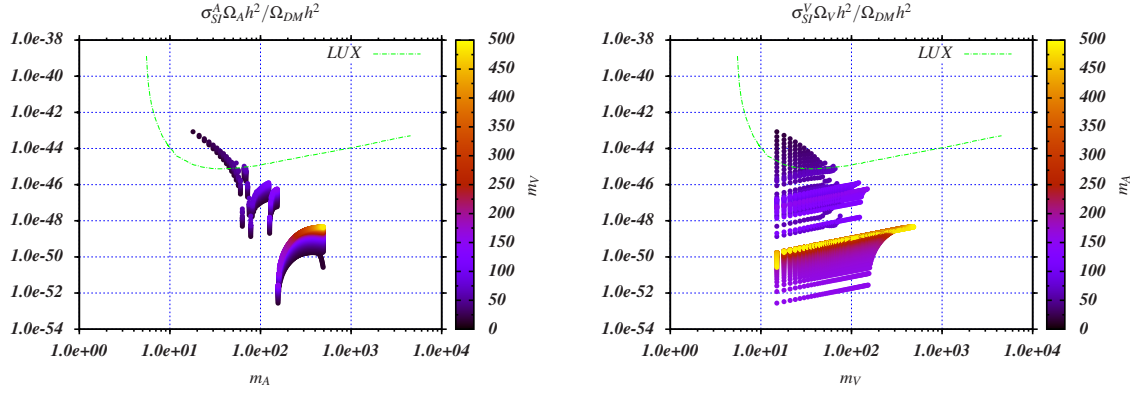 σ_SI^A Ω_A h²/Ω_DM h²
LUX
1.0e-38
1.0e-40
1.0e-42
1.0e-44
1.0e-46
1.0e-48
1.0e-50
1.0e-52
1.0e-54
1.0e+00
1.0e+01
1.0e+02
1.0e+03
1.0e+04
m_A
500
450
400
350
300
250
200
150
100
50
0
m_V
σ_SI^V Ω_V h²/Ω_DM h²
LUX
1.0e-38
1.0e-40
1.0e-42
1.0e-44
1.0e-46
1.0e-48
1.0e-50
1.0e-52
1.0e-54
1.0e+00
1.0e+01
1.0e+02
1.0e+03
1.0e+04
m_V
500
450
400
350
300
250
200
150
100
50
0
m_A